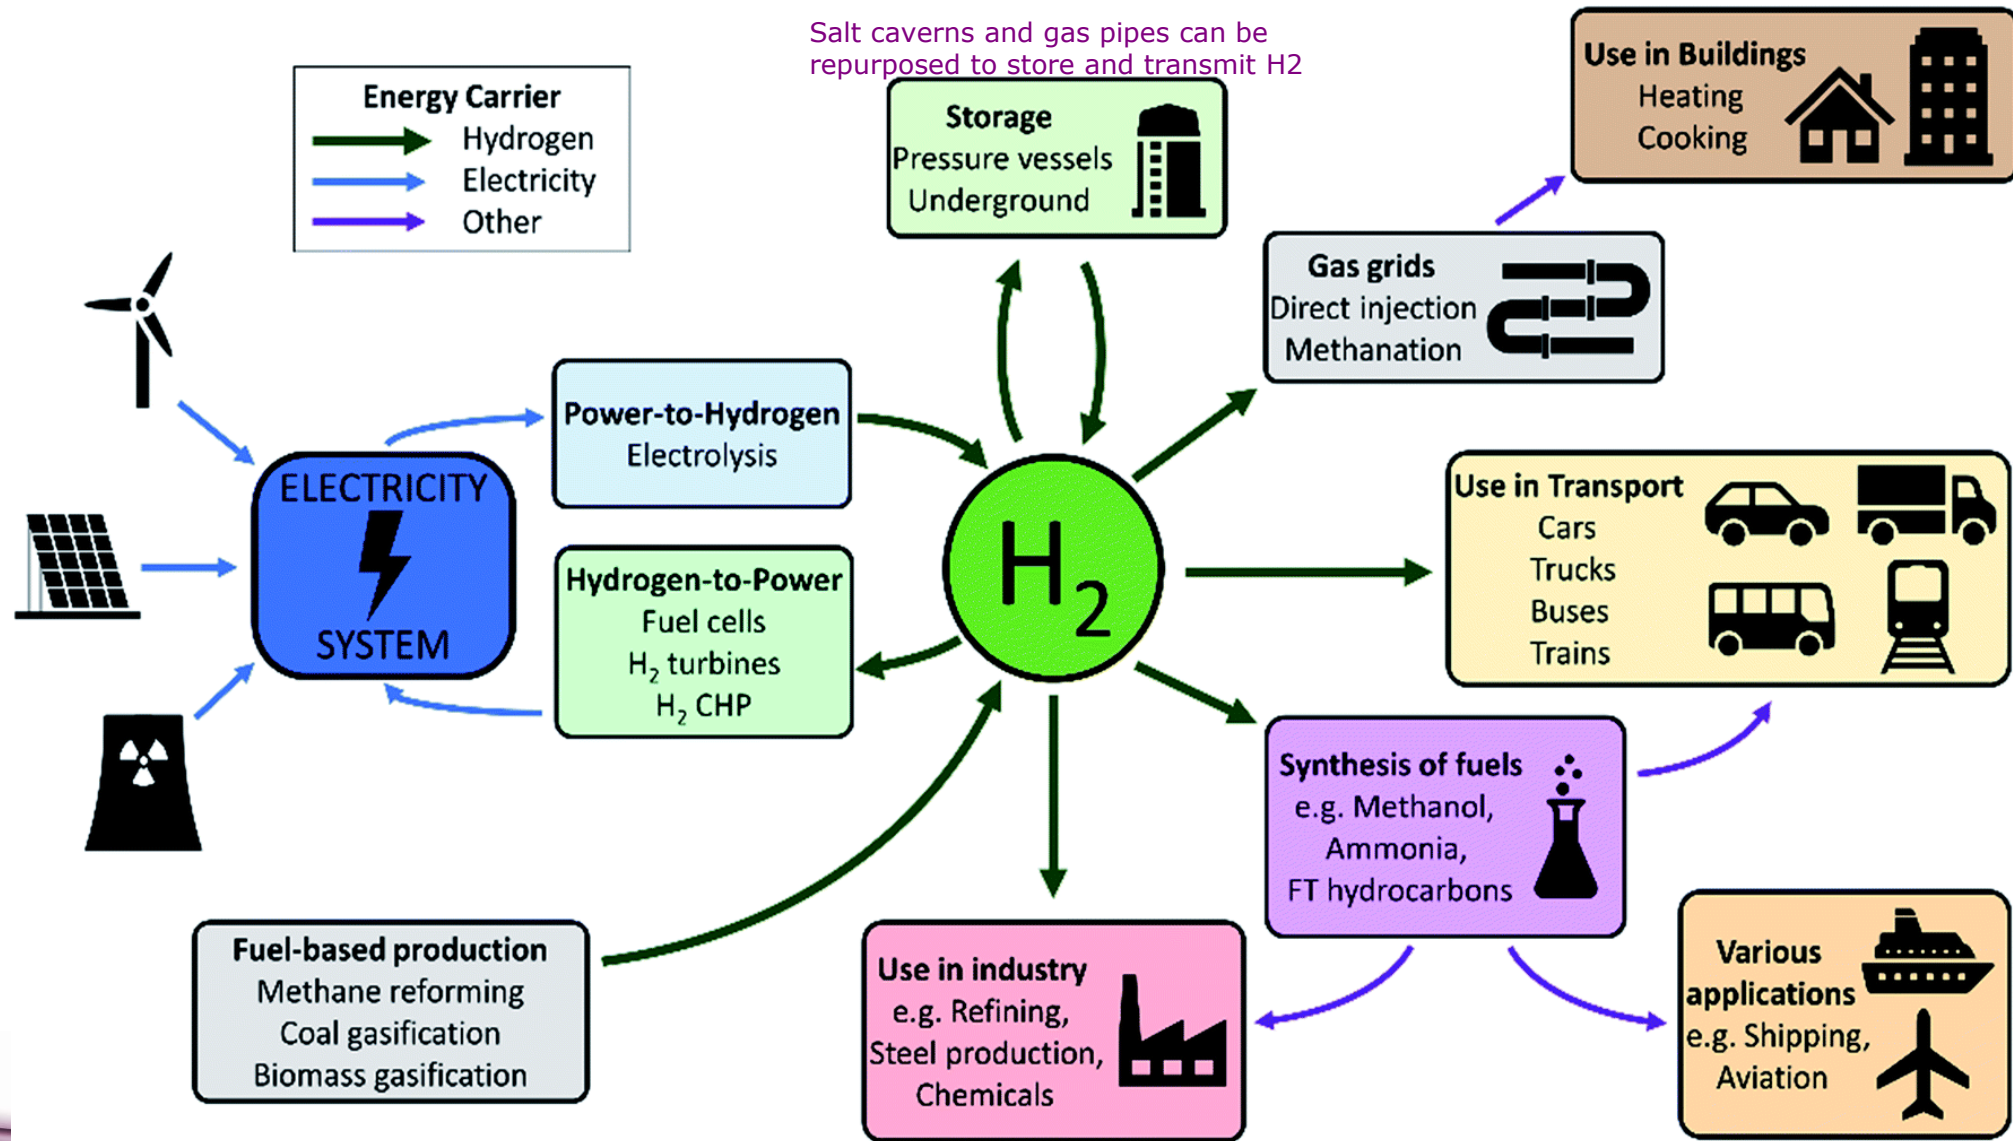 Salt caverns and gas pipes can be
repurposed to store and transmit H2
Energy Carrier
Hydrogen
Electricity
Other
Storage
Pressure vessels
Underground
Use in Buildings
Heating
Cooking
Gas grids
Direct injection
Methanation
Power-to-Hydrogen
Electrolysis
ELECTRICITY
SYSTEM
Hydrogen-to-Power
Fuel cells
H₂ turbines
H₂ CHP
H₂
Use in Transport
Cars
Trucks
Buses
Trains
Synthesis of fuels
e.g. Methanol,
Ammonia,
FT hydrocarbons
Fuel-based production
Methane reforming
Coal gasification
Biomass gasification
Use in industry
e.g. Refining,
Steel production,
Chemicals
Various
applications
e.g. Shipping,
Aviation